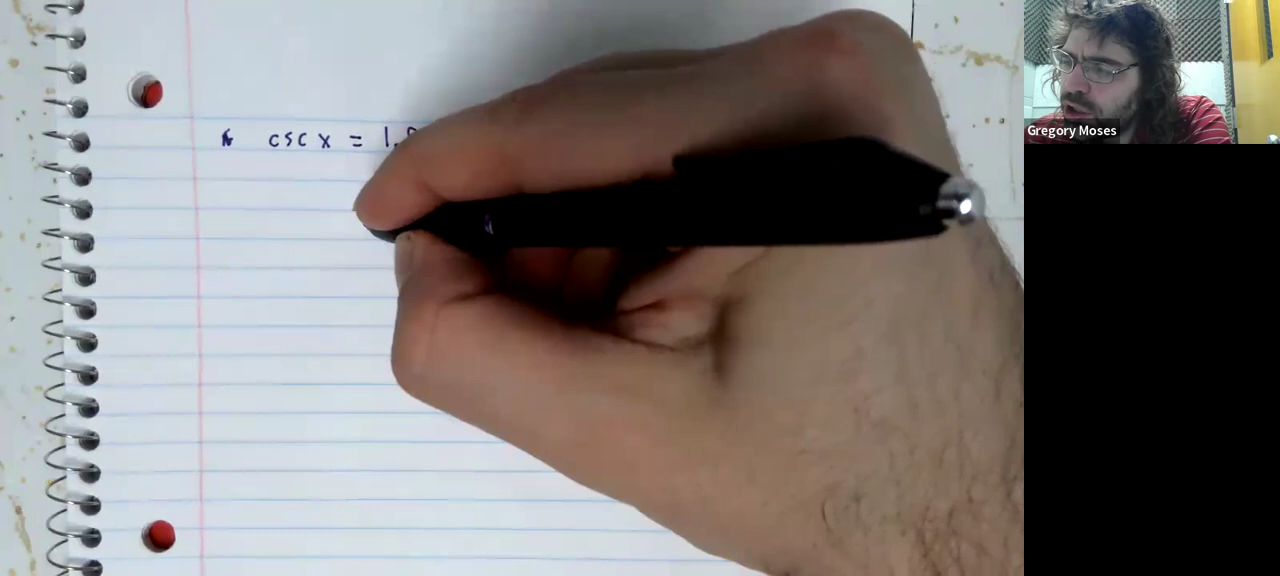 * csc x = 1.
Gregory Moses